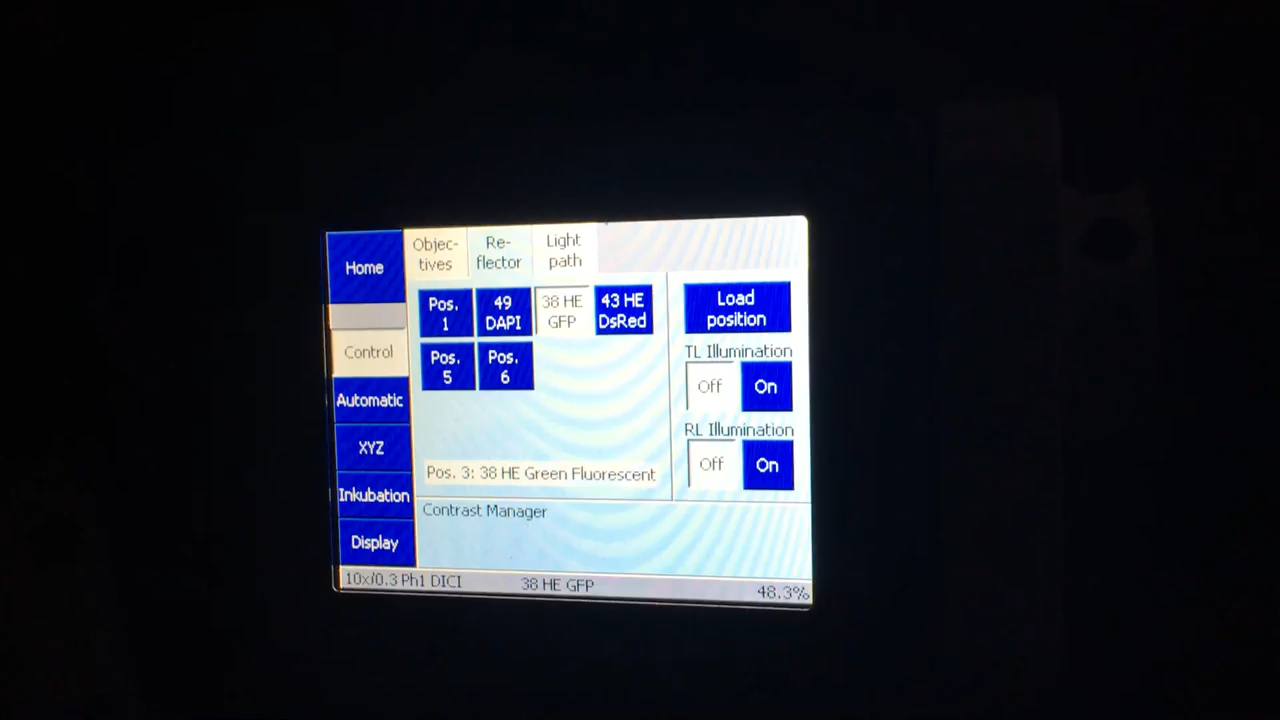 Home
Control
Automatic
XYZ
Inkubation
Display
Objec-
tives
Re-
flector
Light
path
Pos.
1
49
DAPI
38 HE
GFP
43 HE
DsRed
Pos.
5
Pos.
6
Pos. 3: 38 HE Green Fluorescent
Load
position
TL Illumination
Off
On
RL Illumination
Off
On
Contrast Manager
10x/0.3 Ph1 DICI
38 HE GFP
48.3%